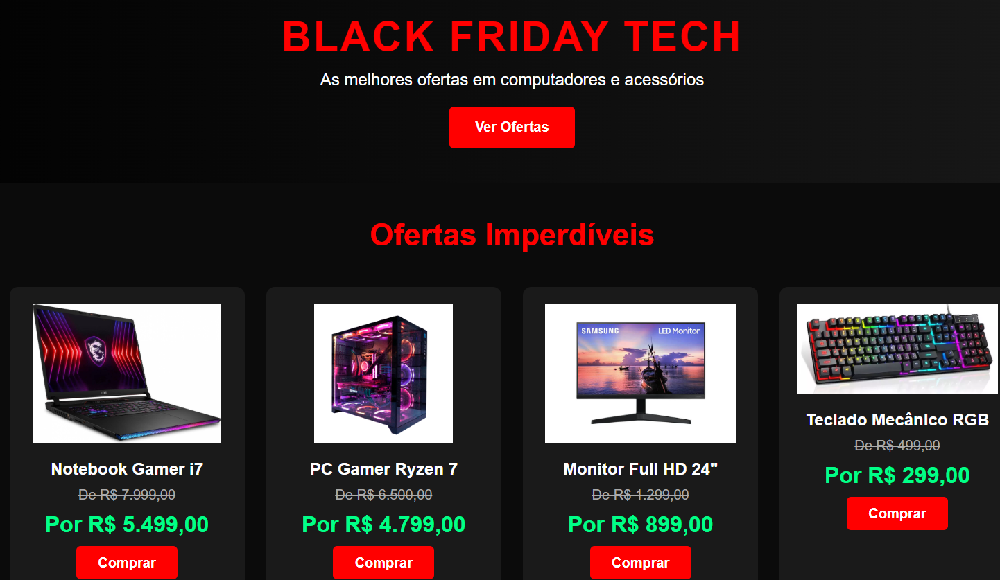 BLACK FRIDAY TECH
As melhores ofertas em computadores e acessórios
Ver Ofertas
Ofertas Imperdíveis
Notebook Gamer i7
De R$ 7.999,00
Por R$ 5.499,00
Comprar
PC Gamer Ryzen 7
De R$ 6.500,00
Por R$ 4.799,00
Comprar
SAMSUNG LED Monitor
Monitor Full HD 24"
De R$ 1.299,00
Por R$ 899,00
Comprar
Teclado Mecânico RGB
De R$ 499,00
Por R$ 299,00
Comprar